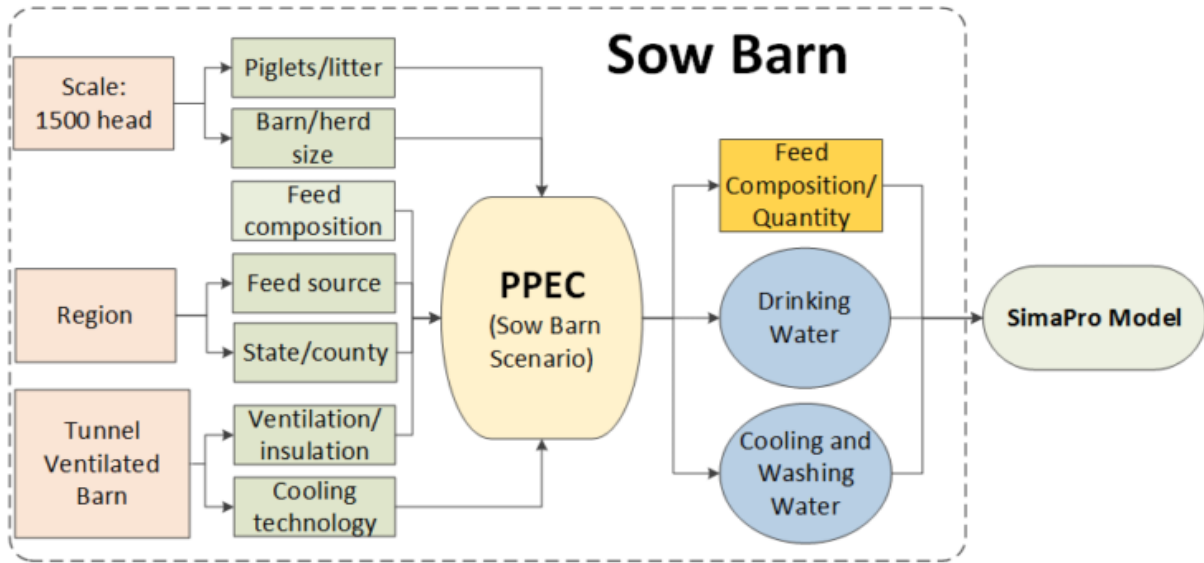 Sow Barn
Scale:
1500 head
Piglets/litter
Barn/herd
size
Feed
composition
Region
Feed source
State/county
Tunnel
Ventilated
Barn
Ventilation/
insulation
Cooling
technology
PPEC
(Sow Barn
Scenario)
Feed
Composition/
Quantity
Drinking
Water
Cooling and
Washing
Water
SimaPro Model